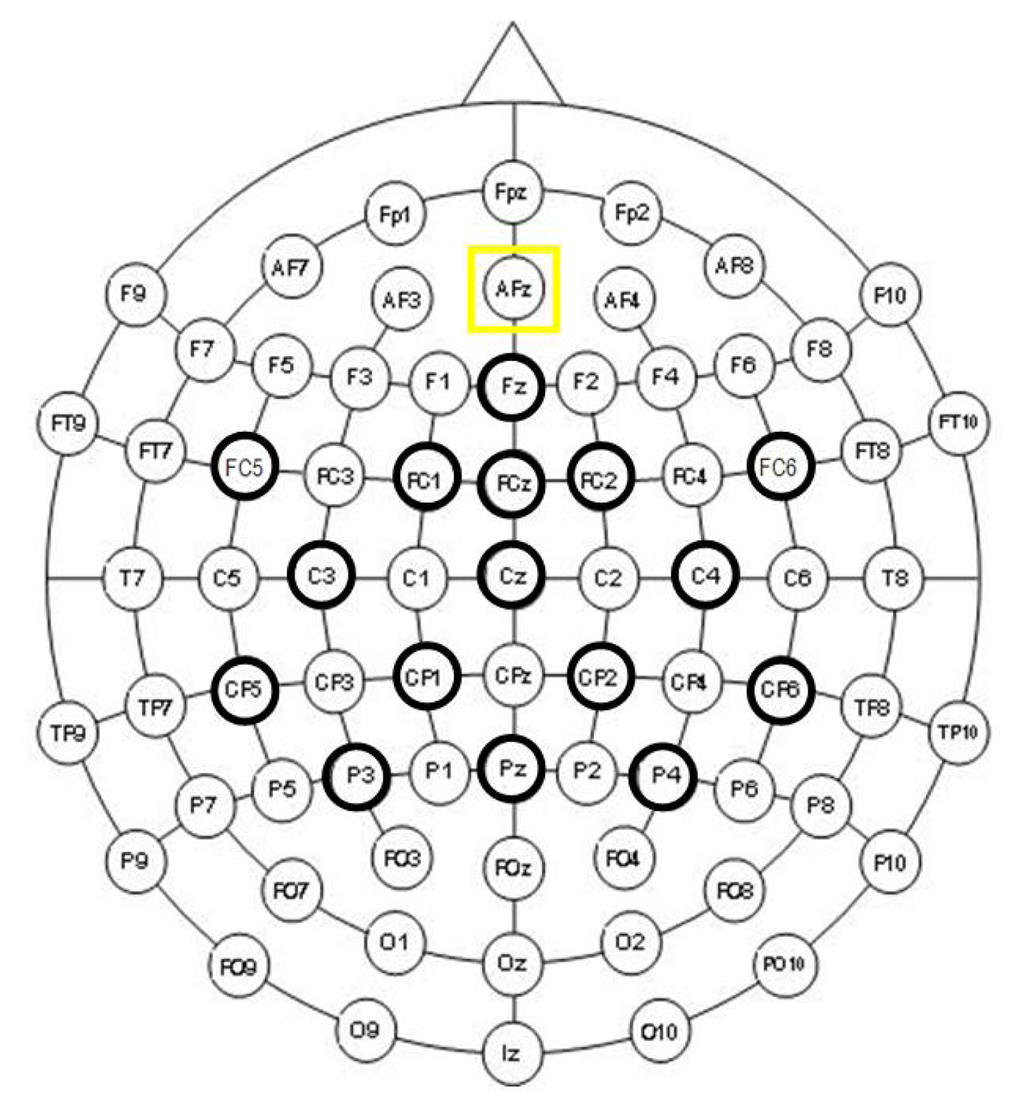 Fpz
Fp1 Fp2
AF7 AF3 AFz AF4 AF8
F9 F7 F5 F3 F1 Fz F2 F4 F6 F8 F10
FT9 FT7 FC5 FC3 FC1 FCz FC2 FC4 FC6 FT8 FT10
T7 C5 C3 C1 Cz C2 C4 C6 T8
TP9 TP7 CP5 CP3 CP1 CPz CP2 CP4 CP6 TP8 TP10
P9 P7 P5 P3 P1 Pz P2 P4 P6 P8 P10
PO7 PO3 POz PO4 PO8
PO9 O1 Oz O2 PO10
O9 Iz O10